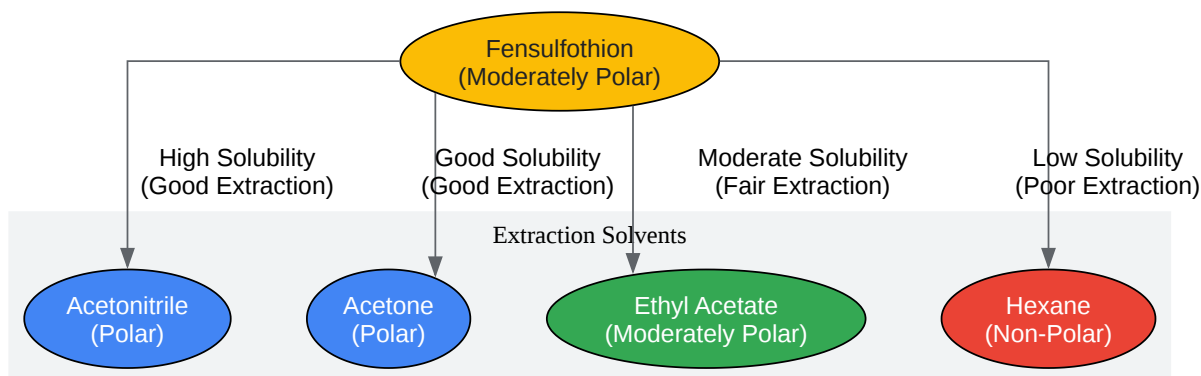 Fensulfothion
(Moderately Polar)
High Solubility
(Good Extraction)
Good Solubility
(Good Extraction)
Moderate Solubility
(Fair Extraction)
Low Solubility
(Poor Extraction)
Extraction Solvents
Acetonitrile
(Polar)
Acetone
(Polar)
Ethyl Acetate
(Moderately Polar)
Hexane
(Non-Polar)